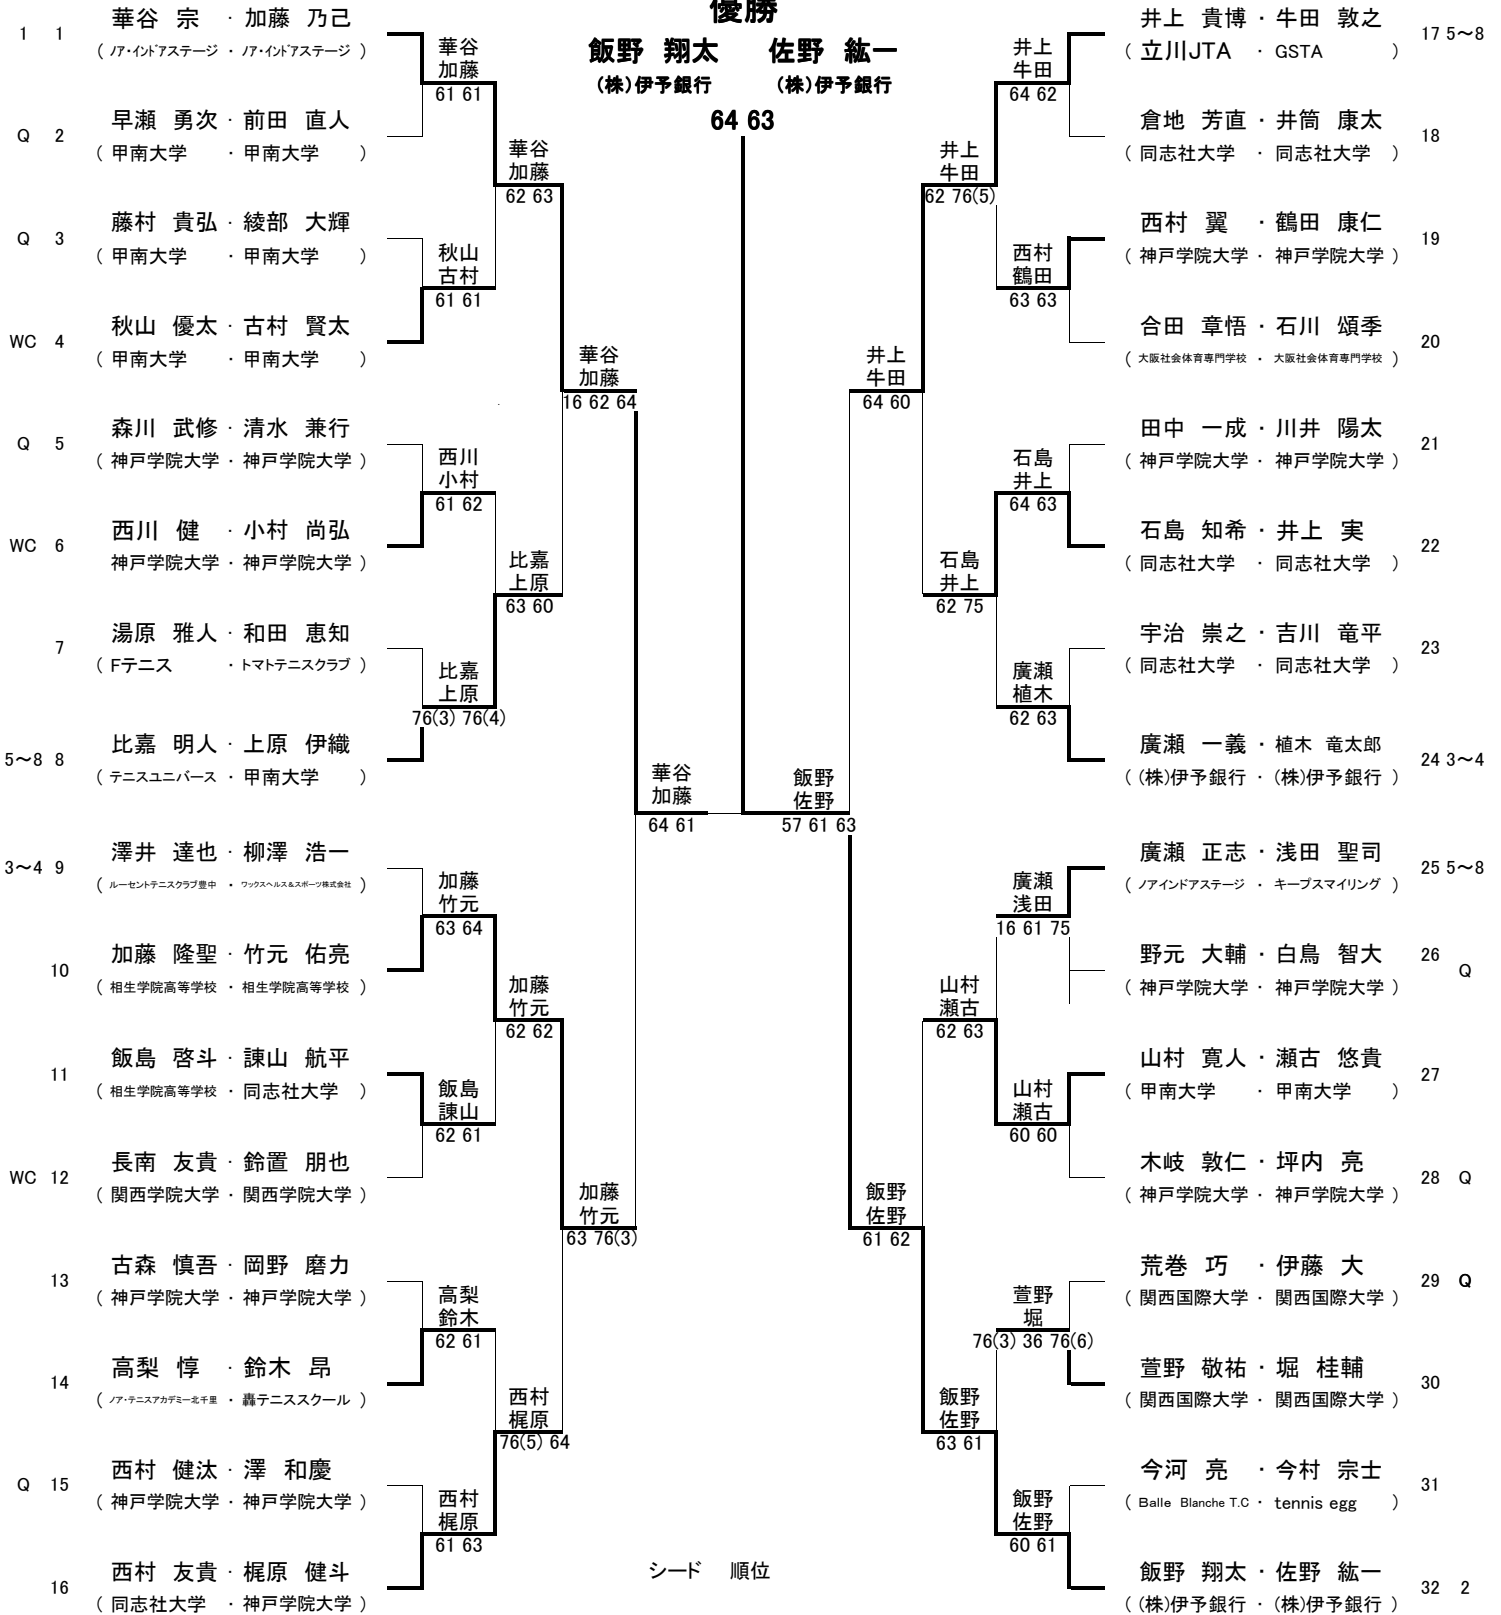 優勝
飯野 翔太 佐野 紘一
(株)伊予銀行 (株)伊予銀行
64 63
1 1 華谷 宗 ・ 加藤 乃己
( ノア・インドアステージ ・ ノア・インドアステージ )
Q 2 早瀬 勇次 ・ 前田 直人
( 甲南大学 ・ 甲南大学 )
Q 3 藤村 貴弘 ・ 綾部 大輝
( 甲南大学 ・ 甲南大学 )
WC 4 秋山 優太 ・ 古村 賢太
( 甲南大学 ・ 甲南大学 )
Q 5 森川 武修 ・ 清水 兼行
( 神戸学院大学 ・ 神戸学院大学 )
WC 6 西川 健 ・ 小村 尚弘
神戸学院大学 ・ 神戸学院大学 )
7 湯原 雅人 ・ 和田 恵知
( Fテニス ・ トマトテニスクラブ )
5～8 8 比嘉 明人 ・ 上原 伊織
( テニスユニバース ・ 甲南大学 )
3～4 9 澤井 達也 ・ 柳澤 浩一
( ルーセントテニスクラブ豊中 ・ ワックスヘルス&スポーツ株式会社 )
10 加藤 隆聖 ・ 竹元 佑亮
( 相生学院高等学校 ・ 相生学院高等学校 )
11 飯島 啓斗 ・ 諫山 航平
( 相生学院高等学校 ・ 同志社大学 )
WC 12 長南 友貴 ・ 鈴置 朋也
( 関西学院大学 ・ 関西学院大学 )
13 古森 慎吾 ・ 岡野 磨力
( 神戸学院大学 ・ 神戸学院大学 )
14 高梨 惇 ・ 鈴木 昂
( ノア・テニスアカデミー北千里 ・ 轟テニススクール )
Q 15 西村 健汰 ・ 澤 和慶
( 神戸学院大学 ・ 神戸学院大学 )
16 西村 友貴 ・ 梶原 健斗
( 同志社大学 ・ 神戸学院大学 )
華谷
加藤
61 61
秋山
古村
61 61
西川
小村
61 62
比嘉
上原
76(3) 76(4)
加藤
竹元
63 64
飯島
諫山
62 61
高梨
鈴木
62 61
西村
梶原
61 63
華谷
加藤
62 63
比嘉
上原
63 60
加藤
竹元
62 62
西村
梶原
76(5) 64
華谷
加藤
16 62 64
加藤
竹元
63 76(3)
華谷
加藤
64 61
飯野
佐野
57 61 63
井上
牛田
64 60
飯野
佐野
61 62
井上
牛田
62 76(5)
石島
井上
62 75
山村
瀬古
62 63
飯野
佐野
63 61
井上
牛田
64 62
西村
鶴田
63 63
石島
井上
64 63
廣瀬
植木
62 63
廣瀬
浅田
16 61 75
山村
瀬古
60 60
萱野
堀
76(3) 36 76(6)
飯野
佐野
60 61
井上 貴博 ・ 牛田 敦之 17 5～8
( 立川JTA ・ GSTA )
倉地 芳直 ・ 井筒 康太 18
( 同志社大学 ・ 同志社大学 )
西村 翼 ・ 鶴田 康仁 19
( 神戸学院大学 ・ 神戸学院大学 )
合田 章悟 ・ 石川 頌季 20
( 大阪社会体育専門学校 ・ 大阪社会体育専門学校 )
田中 一成 ・ 川井 陽太 21
( 神戸学院大学 ・ 神戸学院大学 )
石島 知希 ・ 井上 実 22
( 同志社大学 ・ 同志社大学 )
宇治 崇之 ・ 吉川 竜平 23
( 同志社大学 ・ 同志社大学 )
廣瀬 一義 ・ 植木 竜太郎 24 3～4
( (株)伊予銀行 ・ (株)伊予銀行 )
廣瀬 正志 ・ 浅田 聖司 25 5～8
( ノアインドアステージ ・ キープスマイリング )
野元 大輔 ・ 白鳥 智大 26 Q
( 神戸学院大学 ・ 神戸学院大学 )
山村 寛人 ・ 瀬古 悠貴 27
( 甲南大学 ・ 甲南大学 )
木岐 敦仁 ・ 坪内 亮 28 Q
( 神戸学院大学 ・ 神戸学院大学 )
荒巻 巧 ・ 伊藤 大 29 Q
( 関西国際大学 ・ 関西国際大学 )
萱野 敬祐 ・ 堀 桂輔 30
( 関西国際大学 ・ 関西国際大学 )
今河 亮 ・ 今村 宗士 31
( Balle Blanche T.C ・ tennis egg )
飯野 翔太 ・ 佐野 紘一 32 2
( (株)伊予銀行 ・ (株)伊予銀行 )
シード 順位